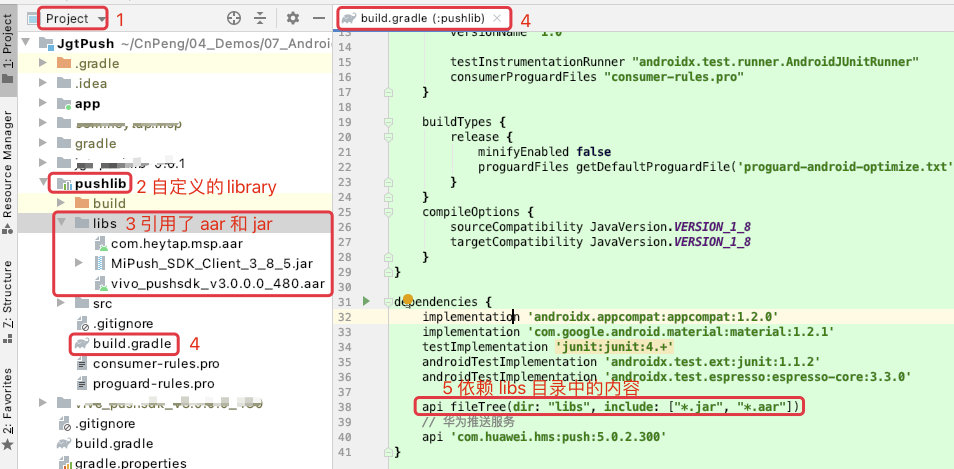 1: Project
Resource Manager
Z: Structure
2: Favorites
Project
1
JgtPush ~/CnPeng/04_Demos/07_Andro
.gradle
.idea
app
gradle
pushlib
2 自定义的library
build
libs
3 引用了 aar 和 jar
com.heytap.msp.aar
MiPush_SDK_Client_3_8_5.jar
vivo_pushsdk_v3.0.0.0_480.aar
src
.gitignore
build.gradle
4
consumer-rules.pro
proguard-rules.pro
.gitignore
build.gradle
gradle.properties
build.gradle (:pushlib)
4
versionName "1.0"
14
15 testInstrumentationRunner "androidx.test.runner.AndroidJUnitRunner"
16 consumerProguardFiles "consumer-rules.pro"
17 }
18
19 buildTypes {
20 release {
21 minifyEnabled false
22 proguardFiles getDefaultProguardFile('proguard-android-optimize.txt'
23 }
24 }
25 compileOptions {
26 sourceCompatibility JavaVersion.VERSION_1_8
27 targetCompatibility JavaVersion.VERSION_1_8
28 }
29 }
30
31 dependencies {
32 implementation 'androidx.appcompat:appcompat:1.2.0'
33 implementation 'com.google.android.material:material:1.2.1'
34 testImplementation 'junit:junit:4.+'
35 androidTestImplementation 'androidx.test.ext:junit:1.1.2'
36 androidTestImplementation 'androidx.test.espresso:espresso-core:3.3.0'
37 5 依赖 libs 目录中的内容
38 api fileTree(dir: "libs", include: ["*.jar", "*.aar"])
39 // 华为推送服务
40 api 'com.huawei.hms:push:5.0.2.300'
41 }